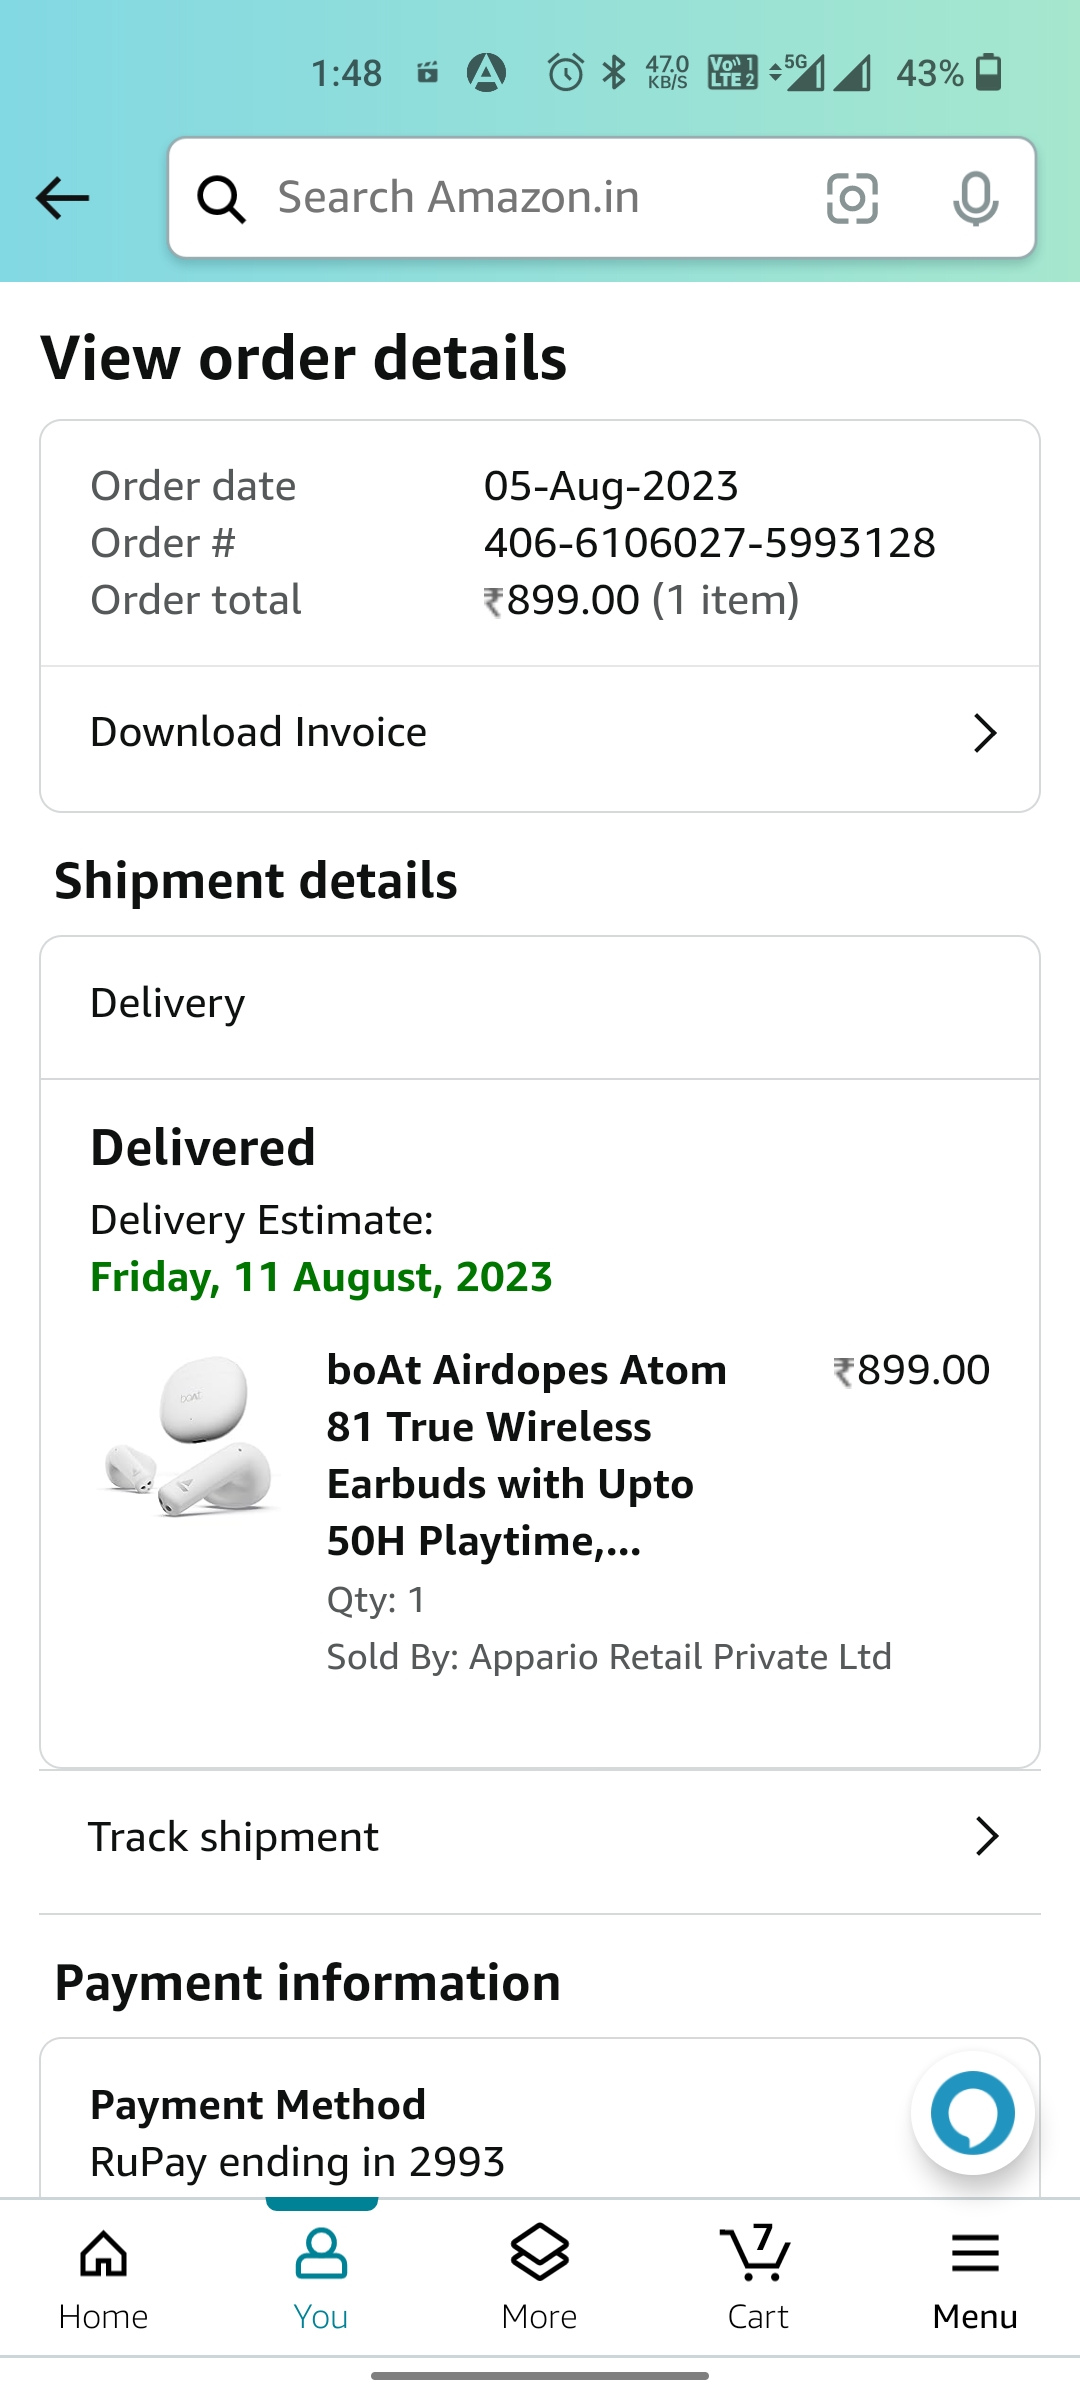 1:48 47.0 KB/S Vo 1 LTE 2 5G 43%
Search Amazon.in
View order details
Order date 05-Aug-2023
Order # 406-6106027-5993128
Order total ₹899.00 (1 item)
Download Invoice
Shipment details
Delivery
Delivered
Delivery Estimate:
Friday, 11 August, 2023
boAt Airdopes Atom ₹899.00
81 True Wireless
Earbuds with Upto
50H Playtime,...
Qty: 1
Sold By: Appario Retail Private Ltd
Track shipment
Payment information
Payment Method
RuPay ending in 2993
7
Home You More Cart Menu